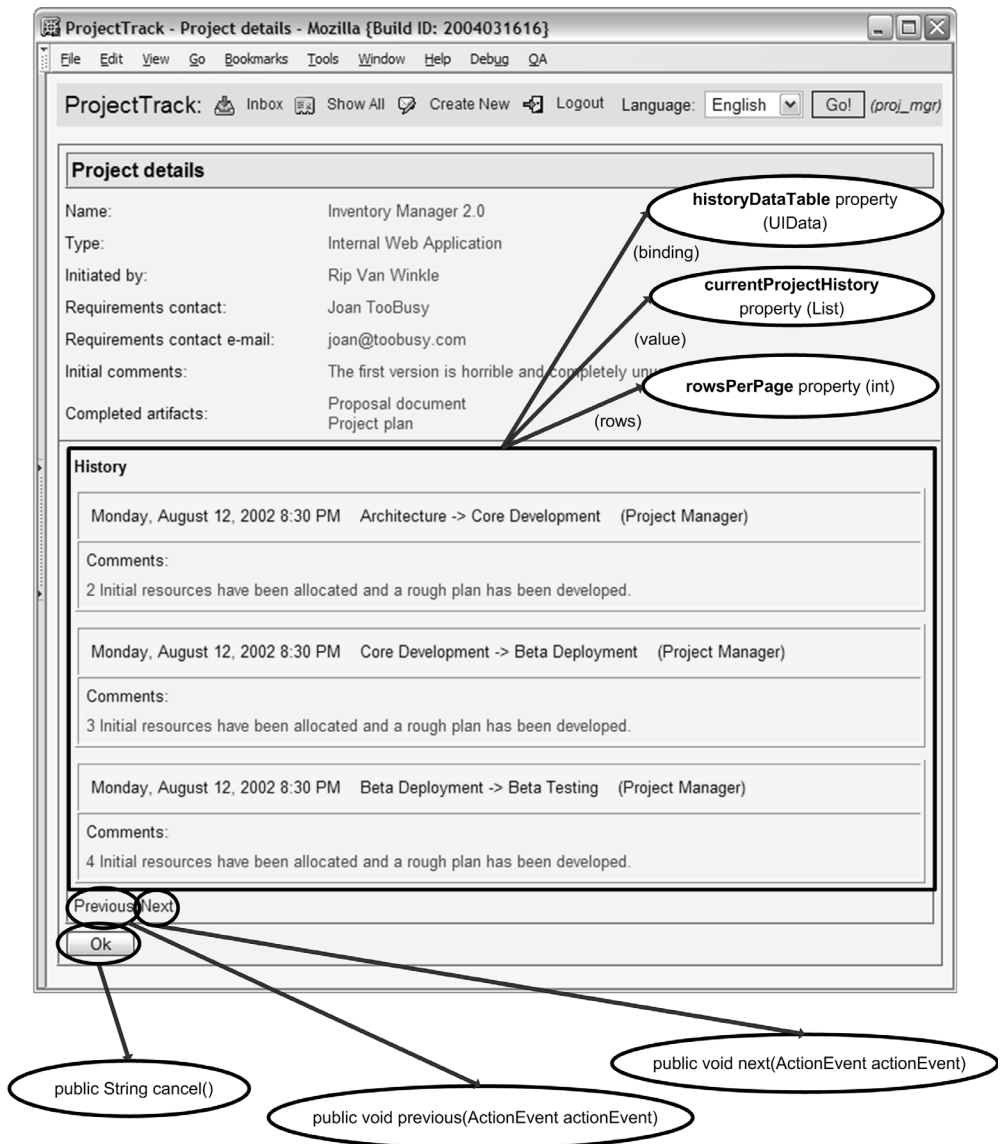 ProjectTrack - Project details - Mozilla {Build ID: 2004031616}
File Edit View Go Bookmarks Tools Window Help Debug QA
ProjectTrack: Inbox Show All Create New Logout Language: English Go! (proj_mgr)
Project details
Name: Inventory Manager 2.0
Type: Internal Web Application
Initiated by: Rip Van Winkle
Requirements contact: Joan TooBusy
Requirements contact e-mail: joan@toobusy.com
Initial comments: The first version is horrible and completely
Completed artifacts: Proposal document
Project plan
historyDataTable property
(UIData)
(binding)
currentProjectHistory
property (List)
(value)
rowsPerPage property (int)
(rows)
History
Monday, August 12, 2002 8:30 PM Architecture -> Core Development (Project Manager)
Comments:
2 Initial resources have been allocated and a rough plan has been developed.
Monday, August 12, 2002 8:30 PM Core Development -> Beta Deployment (Project Manager)
Comments:
3 Initial resources have been allocated and a rough plan has been developed.
Monday, August 12, 2002 8:30 PM Beta Deployment -> Beta Testing (Project Manager)
Comments:
4 Initial resources have been allocated and a rough plan has been developed.
Previous Next
Ok
public void next(ActionEvent actionEvent)
public String cancel()
public void previous(ActionEvent actionEvent)